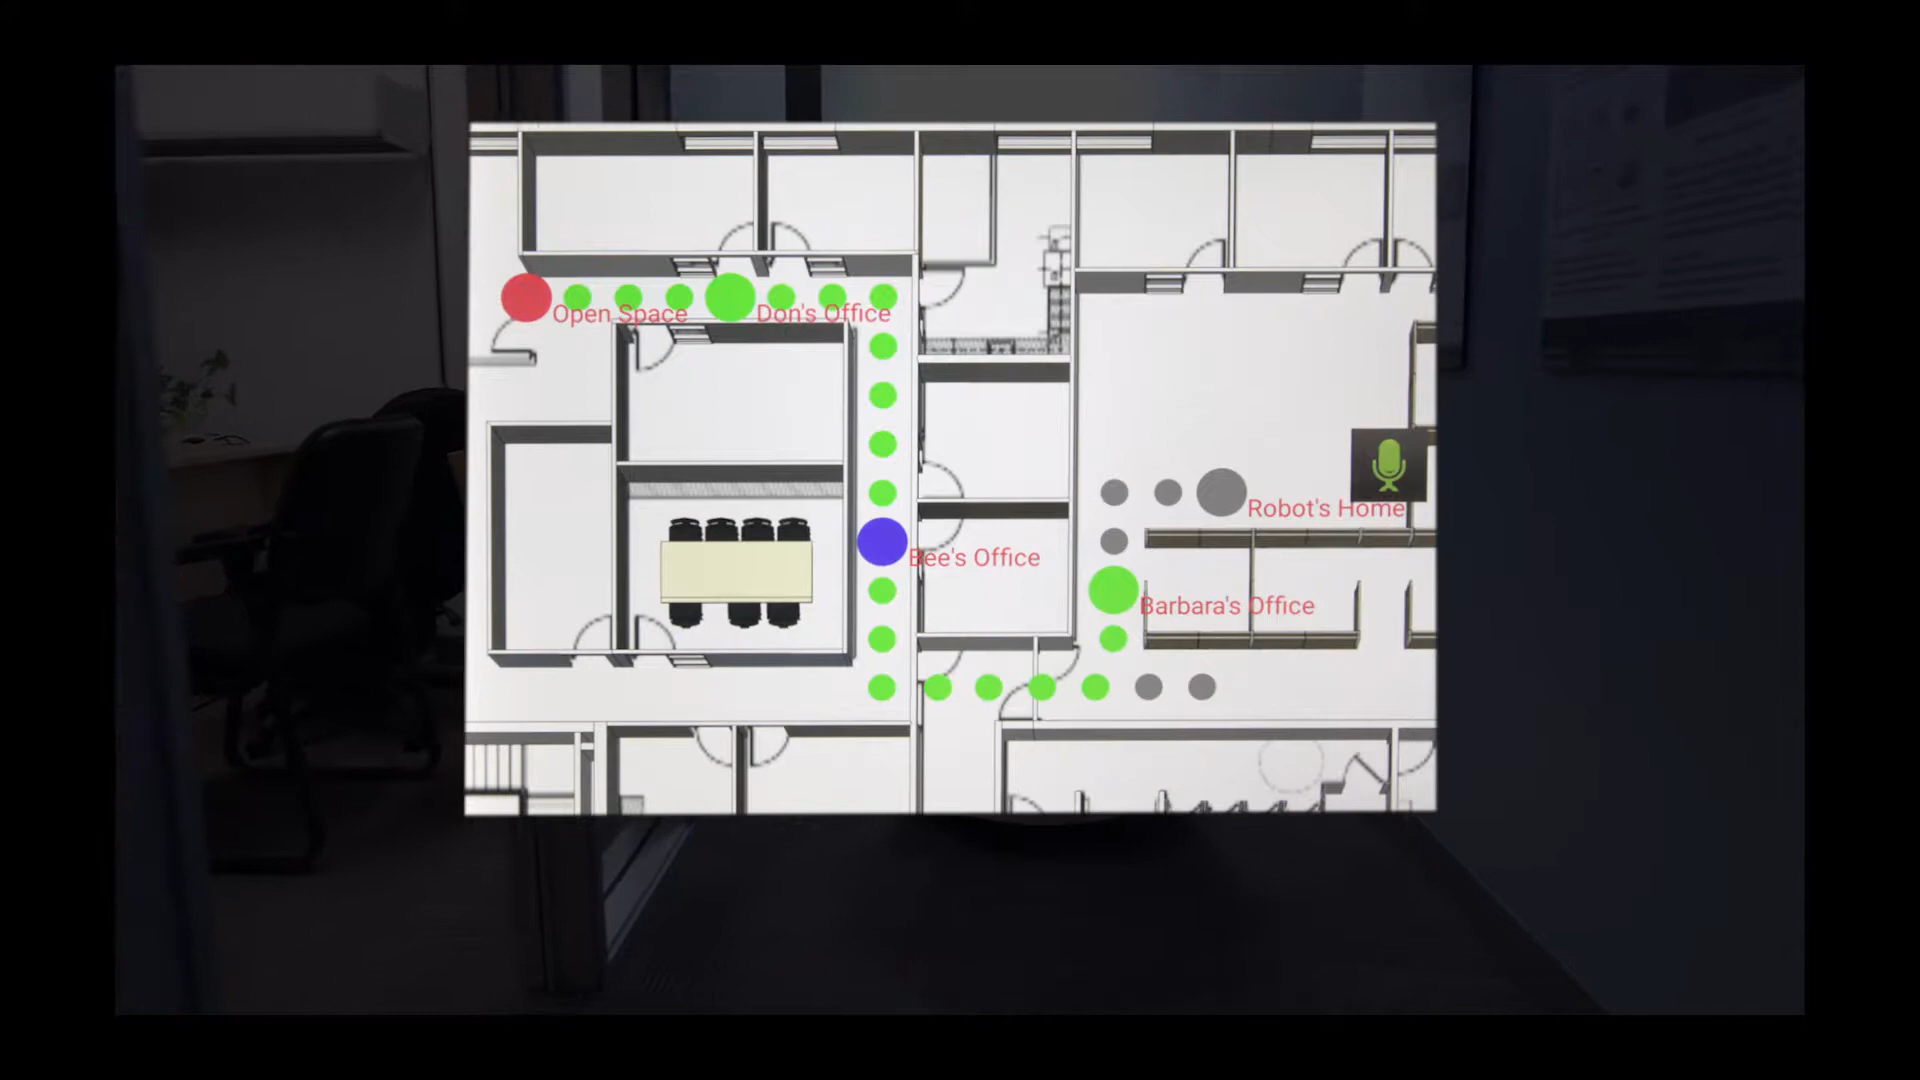 Open Space
Don's Office
Bee's Office
Robot's Home
Barbara's Office